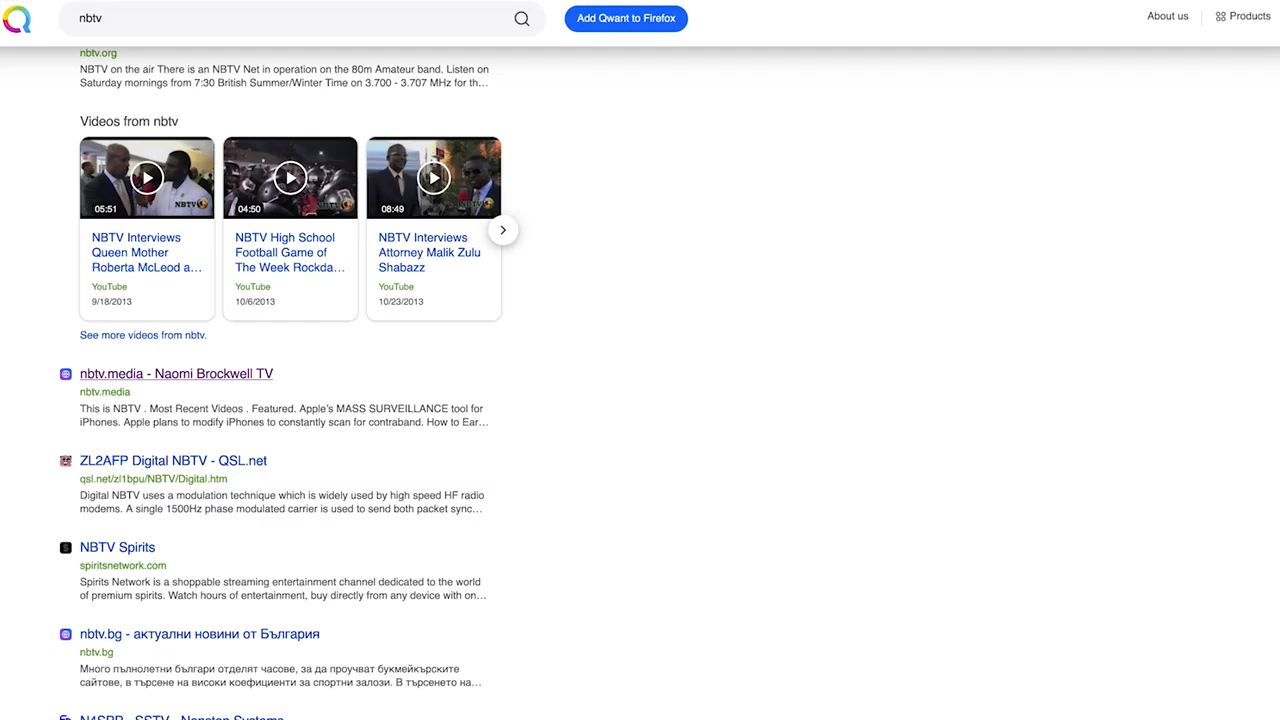 nbtv
Add Qwant to Firefox
About us
Products
nbtv.org
NBTV on the air There is an NBTV Net in operation on the 80m Amateur band. Listen on
Saturday mornings from 7:30 British Summer/Winter Time on 3.700 - 3.707 MHz for th…
Videos from nbtv
05:51
NBTV
04:50
NBTV
08:49
NBTV
NBTV Interviews
Queen Mother
Roberta McLeod a…
YouTube
9/18/2013
NBTV High School
Football Game of
The Week Rockda…
YouTube
10/6/2013
NBTV Interviews
Attorney Malik Zulu
Shabazz
YouTube
10/23/2013
See more videos from nbtv.
nbtv.media - Naomi Brockwell TV
nbtv.media
This is NBTV . Most Recent Videos . Featured. Apple's MASS SURVEILLANCE tool for
iPhones. Apple plans to modify iPhones to constantly scan for contraband. How to Ear…
ZL2AFP Digital NBTV - QSL.net
qsl.net/zl1bpu/NBTV/Digital.htm
Digital NBTV uses a modulation technique which is widely used by high speed HF radio
modems. A single 1500Hz phase modulated carrier is used to send both packet sync…
NBTV Spirits
spiritsnetwork.com
Spirits Network is a shoppable streaming entertainment channel dedicated to the world
of premium spirits. Watch hours of entertainment, buy directly from any device with on…
nbtv.bg - актуални новини от България
nbtv.bg
Много пълнолетни българи отделят часове, за да проучват букмейкърските
сайтове, в търсене на високи коефициенти за спортни залози. В търсенето на…
N4SPP - SSTV - Nonstop Systems